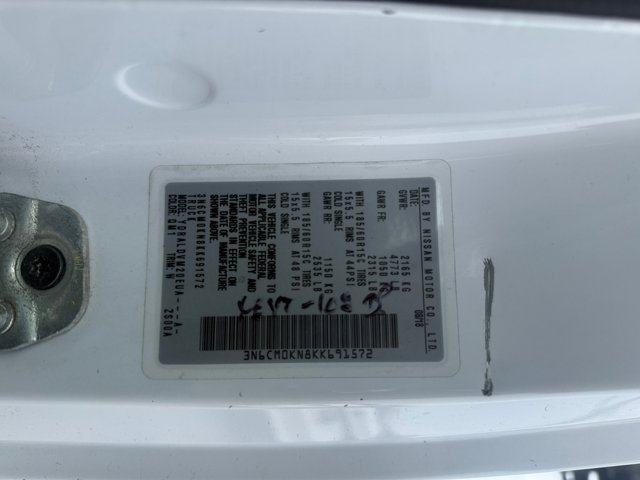 MFD. BY NISSAN MOTOR CO., LTD.
09/18
GVWR: 2165 KG
4773 LB
GAWR FR: 1050 KG
2315 LB
WITH 185/60R15C TIRES
15x5.5 RIMS AT 44 PSI
COLD SINGLE
GAWR RR: 1150 KG
2535 LB
WITH 185/60R15C TIRES
15x5.5 RIMS AT 48 PSI
COLD SINGLE
THIS VEHICLE CONFORMS TO
ALL APPLICABLE FEDERAL
MOTOR VEHICLE SAFETY AND
STANDARDS IN EFFECT ON
THE DATE OF MANUFACTURE
SHOWN ABOVE.
TRUCK
3N6CM0KN8KK691572
COLOR: QM1 TRIM: W
2S00A
3N6CM0KN8KK691572